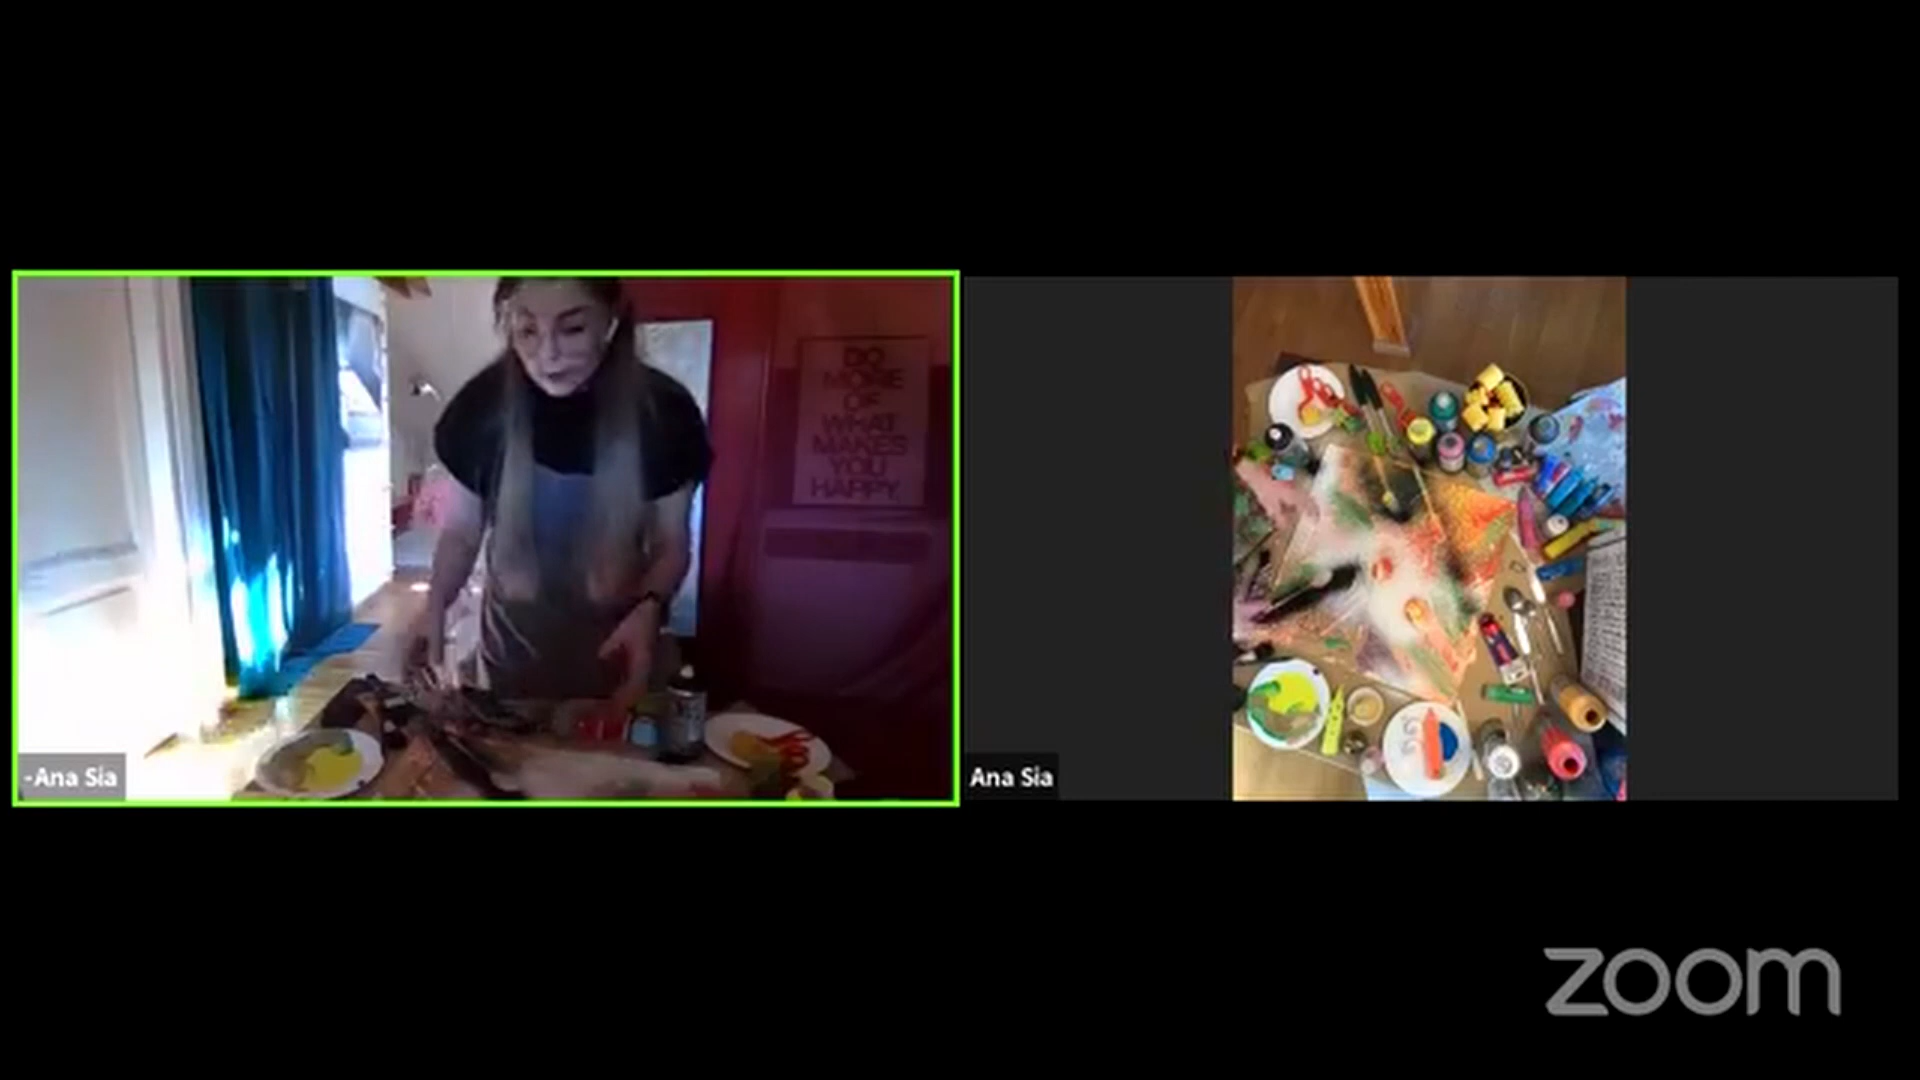 DO
MORE
OF
WHAT
MAKES
YOU
HAPPY
-Ana Sia
Ana Sia
zoom